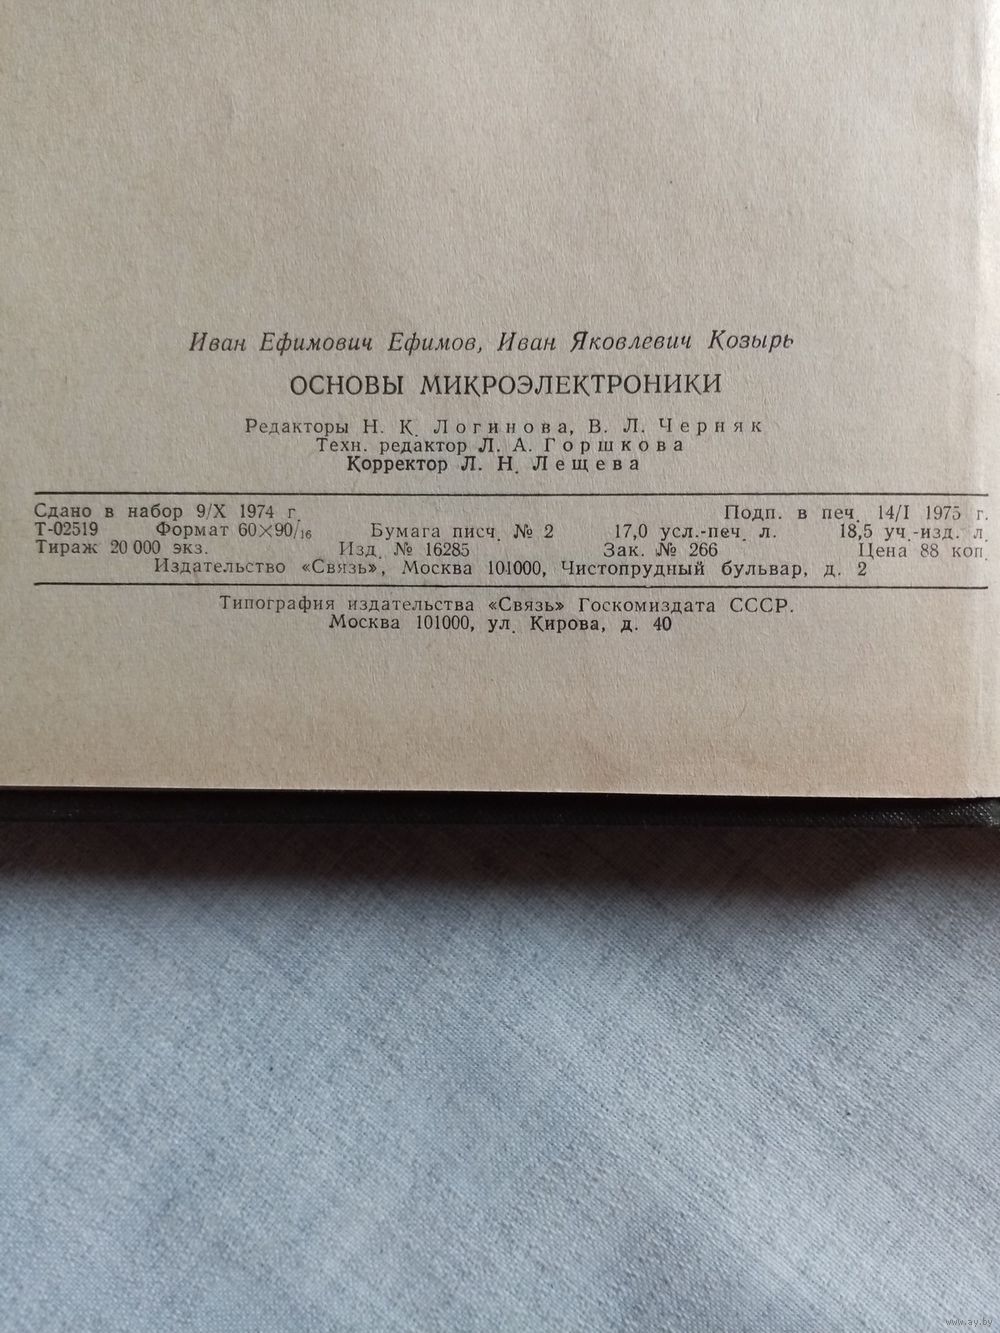 Иван Ефимович Ефимов, Иван Яковлевич Козырь
ОСНОВЫ МИКРОЭЛЕКТРОНИКИ
Редакторы Н. К. Логинова, В. Л. Черняк
Техн. редактор Л. А. Горшкова
Корректор Л. Н. Лещева
Сдано в набор 9/X 1974 г. Подп. в печ. 14/I 1975 г.
Т-02519 Формат 60×90/16 Бумага писч. № 2 17,0 усл.-печ. л. 18,5 уч.-изд. л.
Тираж 20 000 экз. Изд. № 16285 Зак. № 266 Цена 88 коп.
Издательство «Связь», Москва 101000, Чистопрудный бульвар, д. 2
Типография издательства «Связь» Госкомиздата СССР.
Москва 101000, ул. Кирова, д. 40
www.ay.by